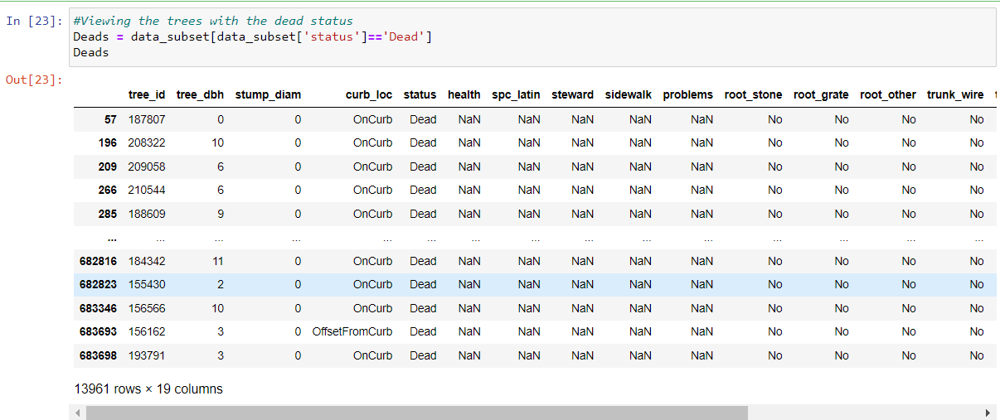 In [23]: #Viewing the trees with the dead status
Deads = data_subset[data_subset['status']=='Dead']
Deads
Out[23]:
tree_id tree_dbh stump_diam curb_loc status health spc_latin steward sidewalk problems root_stone root_grate root_other trunk_wire
57 187807 0 0 OnCurb Dead NaN NaN NaN NaN NaN No No No No
196 208322 10 0 OnCurb Dead NaN NaN NaN NaN NaN No No No No
209 209058 6 0 OnCurb Dead NaN NaN NaN NaN NaN No No No No
266 210544 6 0 OnCurb Dead NaN NaN NaN NaN NaN No No No No
285 188609 9 0 OnCurb Dead NaN NaN NaN NaN NaN No No No No
... ... ... ... ... ... ... ... ... ... ... ... ... ... ...
682816 184342 11 0 OnCurb Dead NaN NaN NaN NaN NaN No No No No
682823 155430 2 0 OnCurb Dead NaN NaN NaN NaN NaN No No No No
683346 156566 10 0 OnCurb Dead NaN NaN NaN NaN NaN No No No No
683693 156162 3 0 OffsetFromCurb Dead NaN NaN NaN NaN NaN No No No No
683698 193791 3 0 OnCurb Dead NaN NaN NaN NaN NaN No No No No
13961 rows × 19 columns